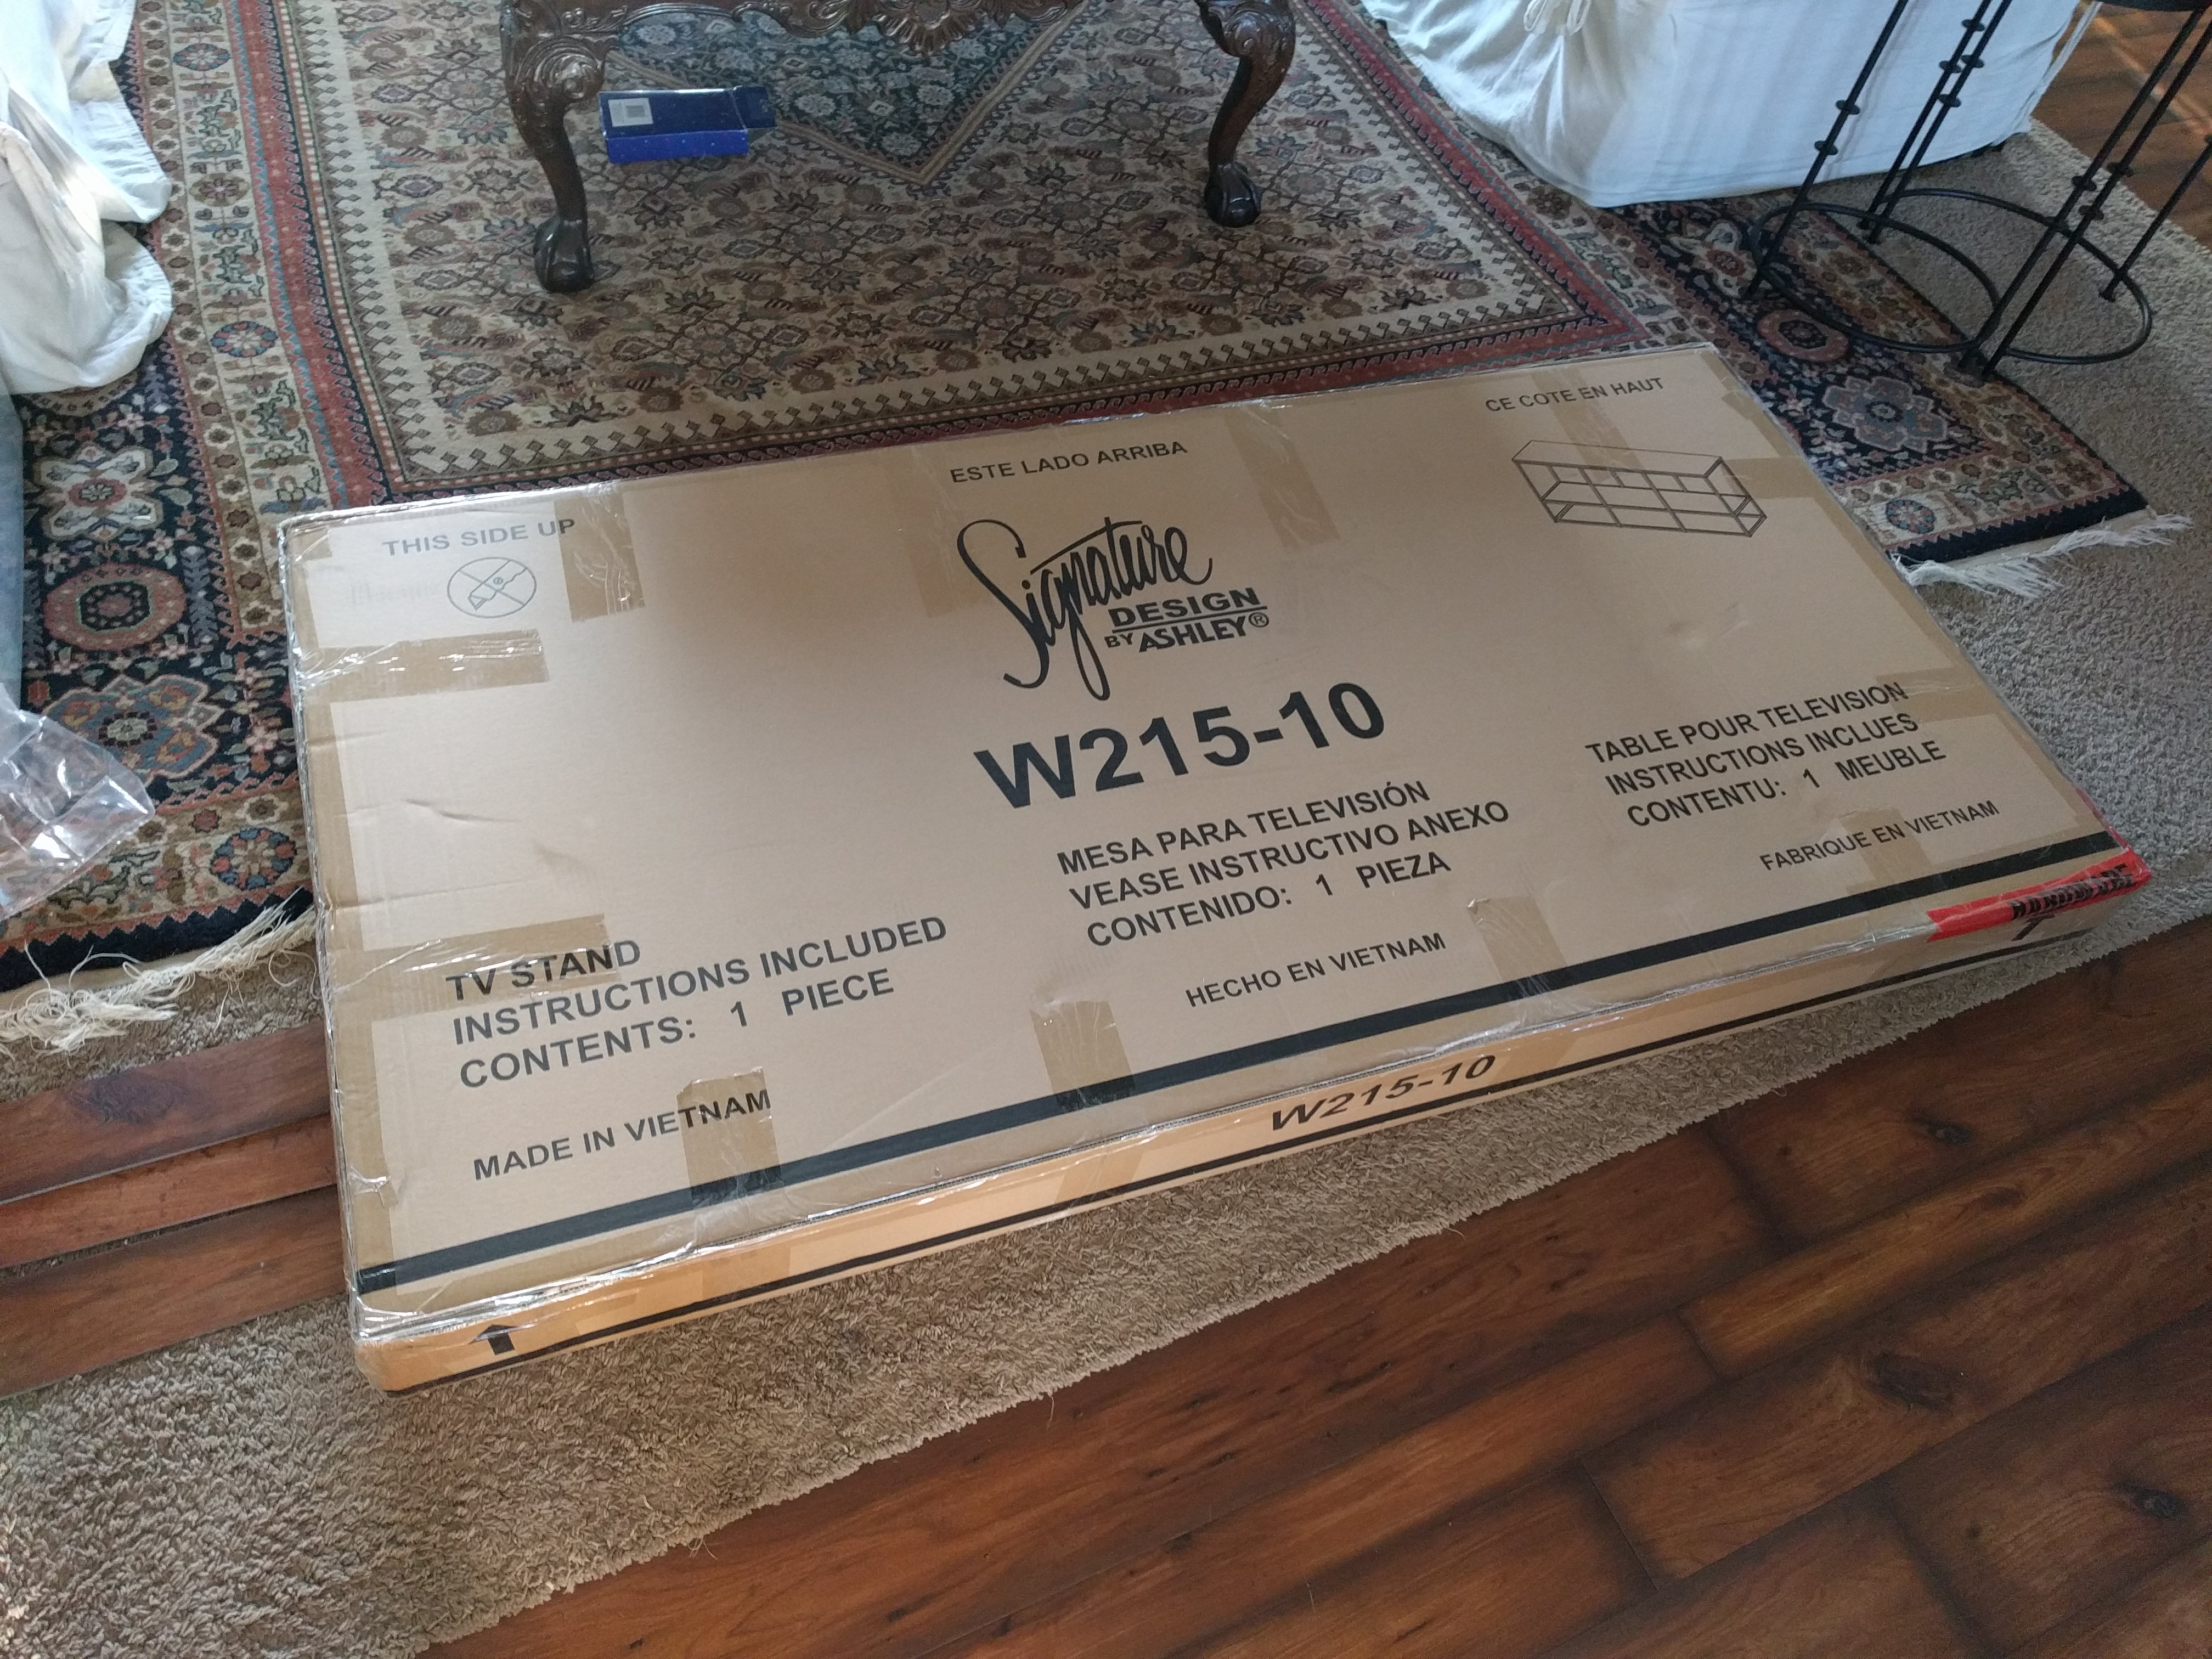 THIS SIDE UP
ESTE LADO ARRIBA
CE COTE EN HAUT
Signature
DESIGN
BY ASHLEY®
W215-10
TV STAND
INSTRUCTIONS INCLUDED
CONTENTS: 1 PIECE
MADE IN VIETNAM
MESA PARA TELEVISIÓN
VEASE INSTRUCTIVO ANEXO
CONTENIDO: 1 PIEZA
HECHO EN VIETNAM
TABLE POUR TELEVISION
INSTRUCTIONS INCLUES
CONTENTU: 1 MEUBLE
FABRIQUE EN VIETNAM
W215-10